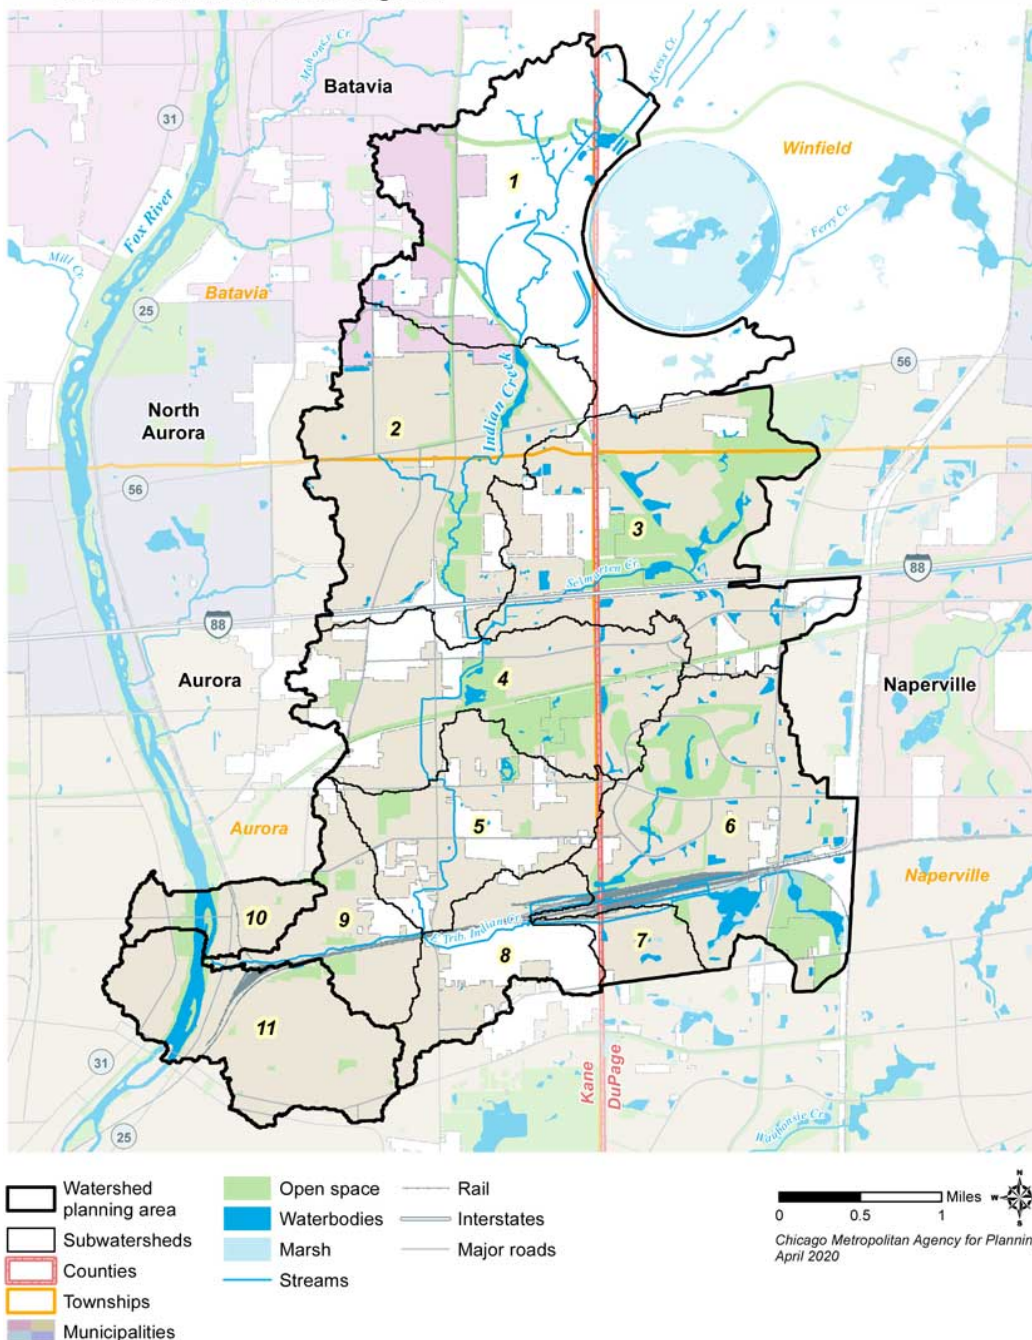 Mahoney Cr.
Kress Cr.
Batavia
31
Winfield
1
Fox River
Ferry Cr.
Mill Cr.
Batavia
25
56
Indian Creek
North
Aurora
2
56
3
Selmarten Cr.
88
88
Aurora
4
Naperville
5
6
Aurora
Naperville
10
9
E. Trib. Indian Cr.
8
7
11
31
Kane
DuPage
Waubonsie Cr.
25
Watershed
planning area
Subwatersheds
Counties
Townships
Municipalities
Open space
Waterbodies
Marsh
Streams
Rail
Interstates
Major roads
Miles
0 0.5 1
N
W
S
Chicago Metropolitan Agency for Plannin
April 2020